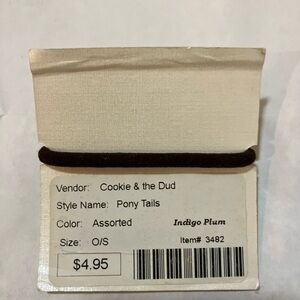 Vendor: Cookie & the Dud
Style Name: Pony Tails
Color: Assorted Indigo Plum
Size: O/S Item# 3482
$4.95